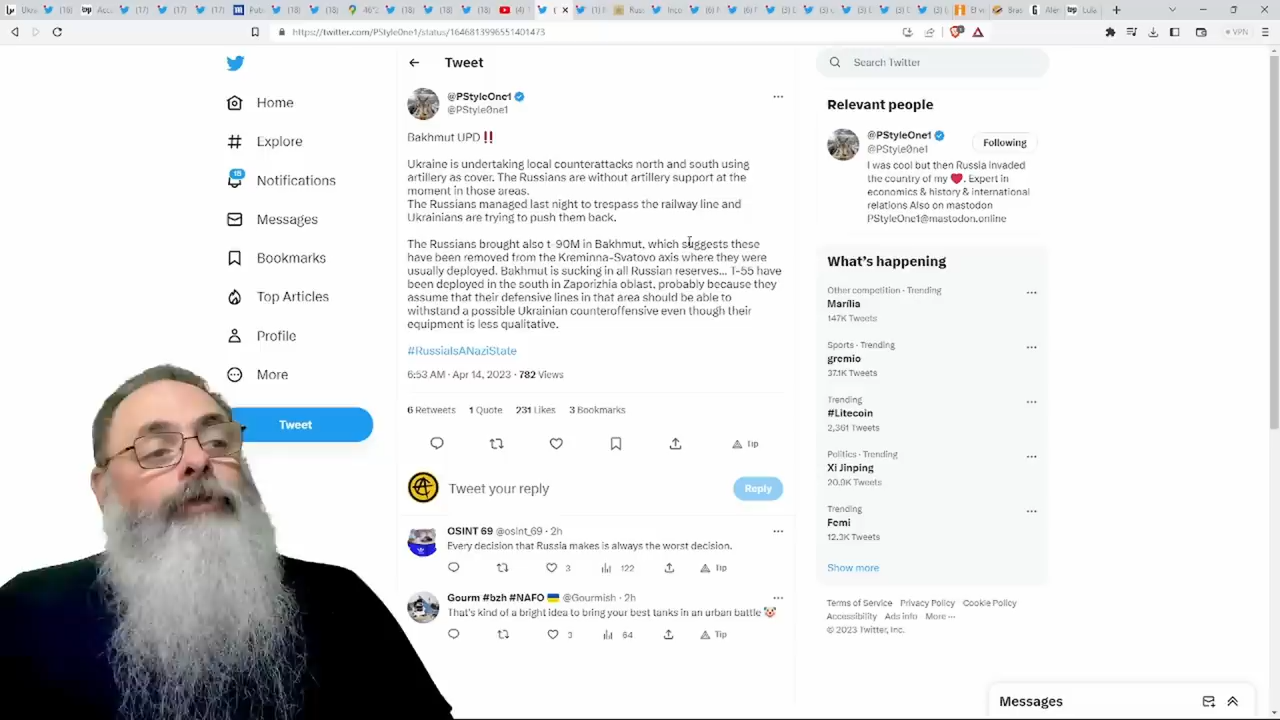 https://twitter.com/PStyle0ne1/status/1646813996551401473
VPN
Home
Explore
18
Notifications
Messages
Bookmarks
Top Articles
Profile
More
Tweet
Tweet
@PStyleOne1
@PStyle0ne1
Bakhmut UPD‼️
Ukraine is undertaking local counterattacks north and south using
artillery as cover. The Russians are without artillery support at the
moment in those areas.
The Russians managed last night to trespass the railway line and
Ukrainians are trying to push them back.
The Russians brought also t-90M in Bakhmut, which suggests these
have been removed from the Kreminna-Svatovo axis where they were
usually deployed. Bakhmut is sucking in all Russian reserves... T-55 have
been deployed in the south in Zaporizhia oblast, probably because they
assume that their defensive lines in that area should be able to
withstand a possible Ukrainian counteroffensive even though their
equipment is less qualitative.
#RussiaIsANaziState
6:53 AM · Apr 14, 2023 · 782 Views
6 Retweets 1 Quote 231 Likes 3 Bookmarks
Tip
Tweet your reply
Reply
OSINT 69 @osint_69 · 2h
Every decision that Russia makes is always the worst decision.
3 122 Tip
Gourm #bzh #NAFO 🇺🇦 @Gourmish · 2h
That's kind of a bright idea to bring your best tanks in an urban battle 🤡
3 64 Tip
Search Twitter
Relevant people
@PStyleOne1
@PStyle0ne1
Following
I was cool but then Russia invaded
the country of my ❤️. Expert in
economics & history & international
relations Also on mastodon
PStyleOne1@mastodon.online
What's happening
Other competition · Trending
Marília
147K Tweets
Sports · Trending
gremio
37.1K Tweets
Trending
#Litecoin
2,361 Tweets
Politics · Trending
Xi Jinping
20.9K Tweets
Trending
Femi
12.3K Tweets
Show more
Terms of Service Privacy Policy Cookie Policy
Accessibility Ads info More ···
© 2023 Twitter, Inc.
Messages